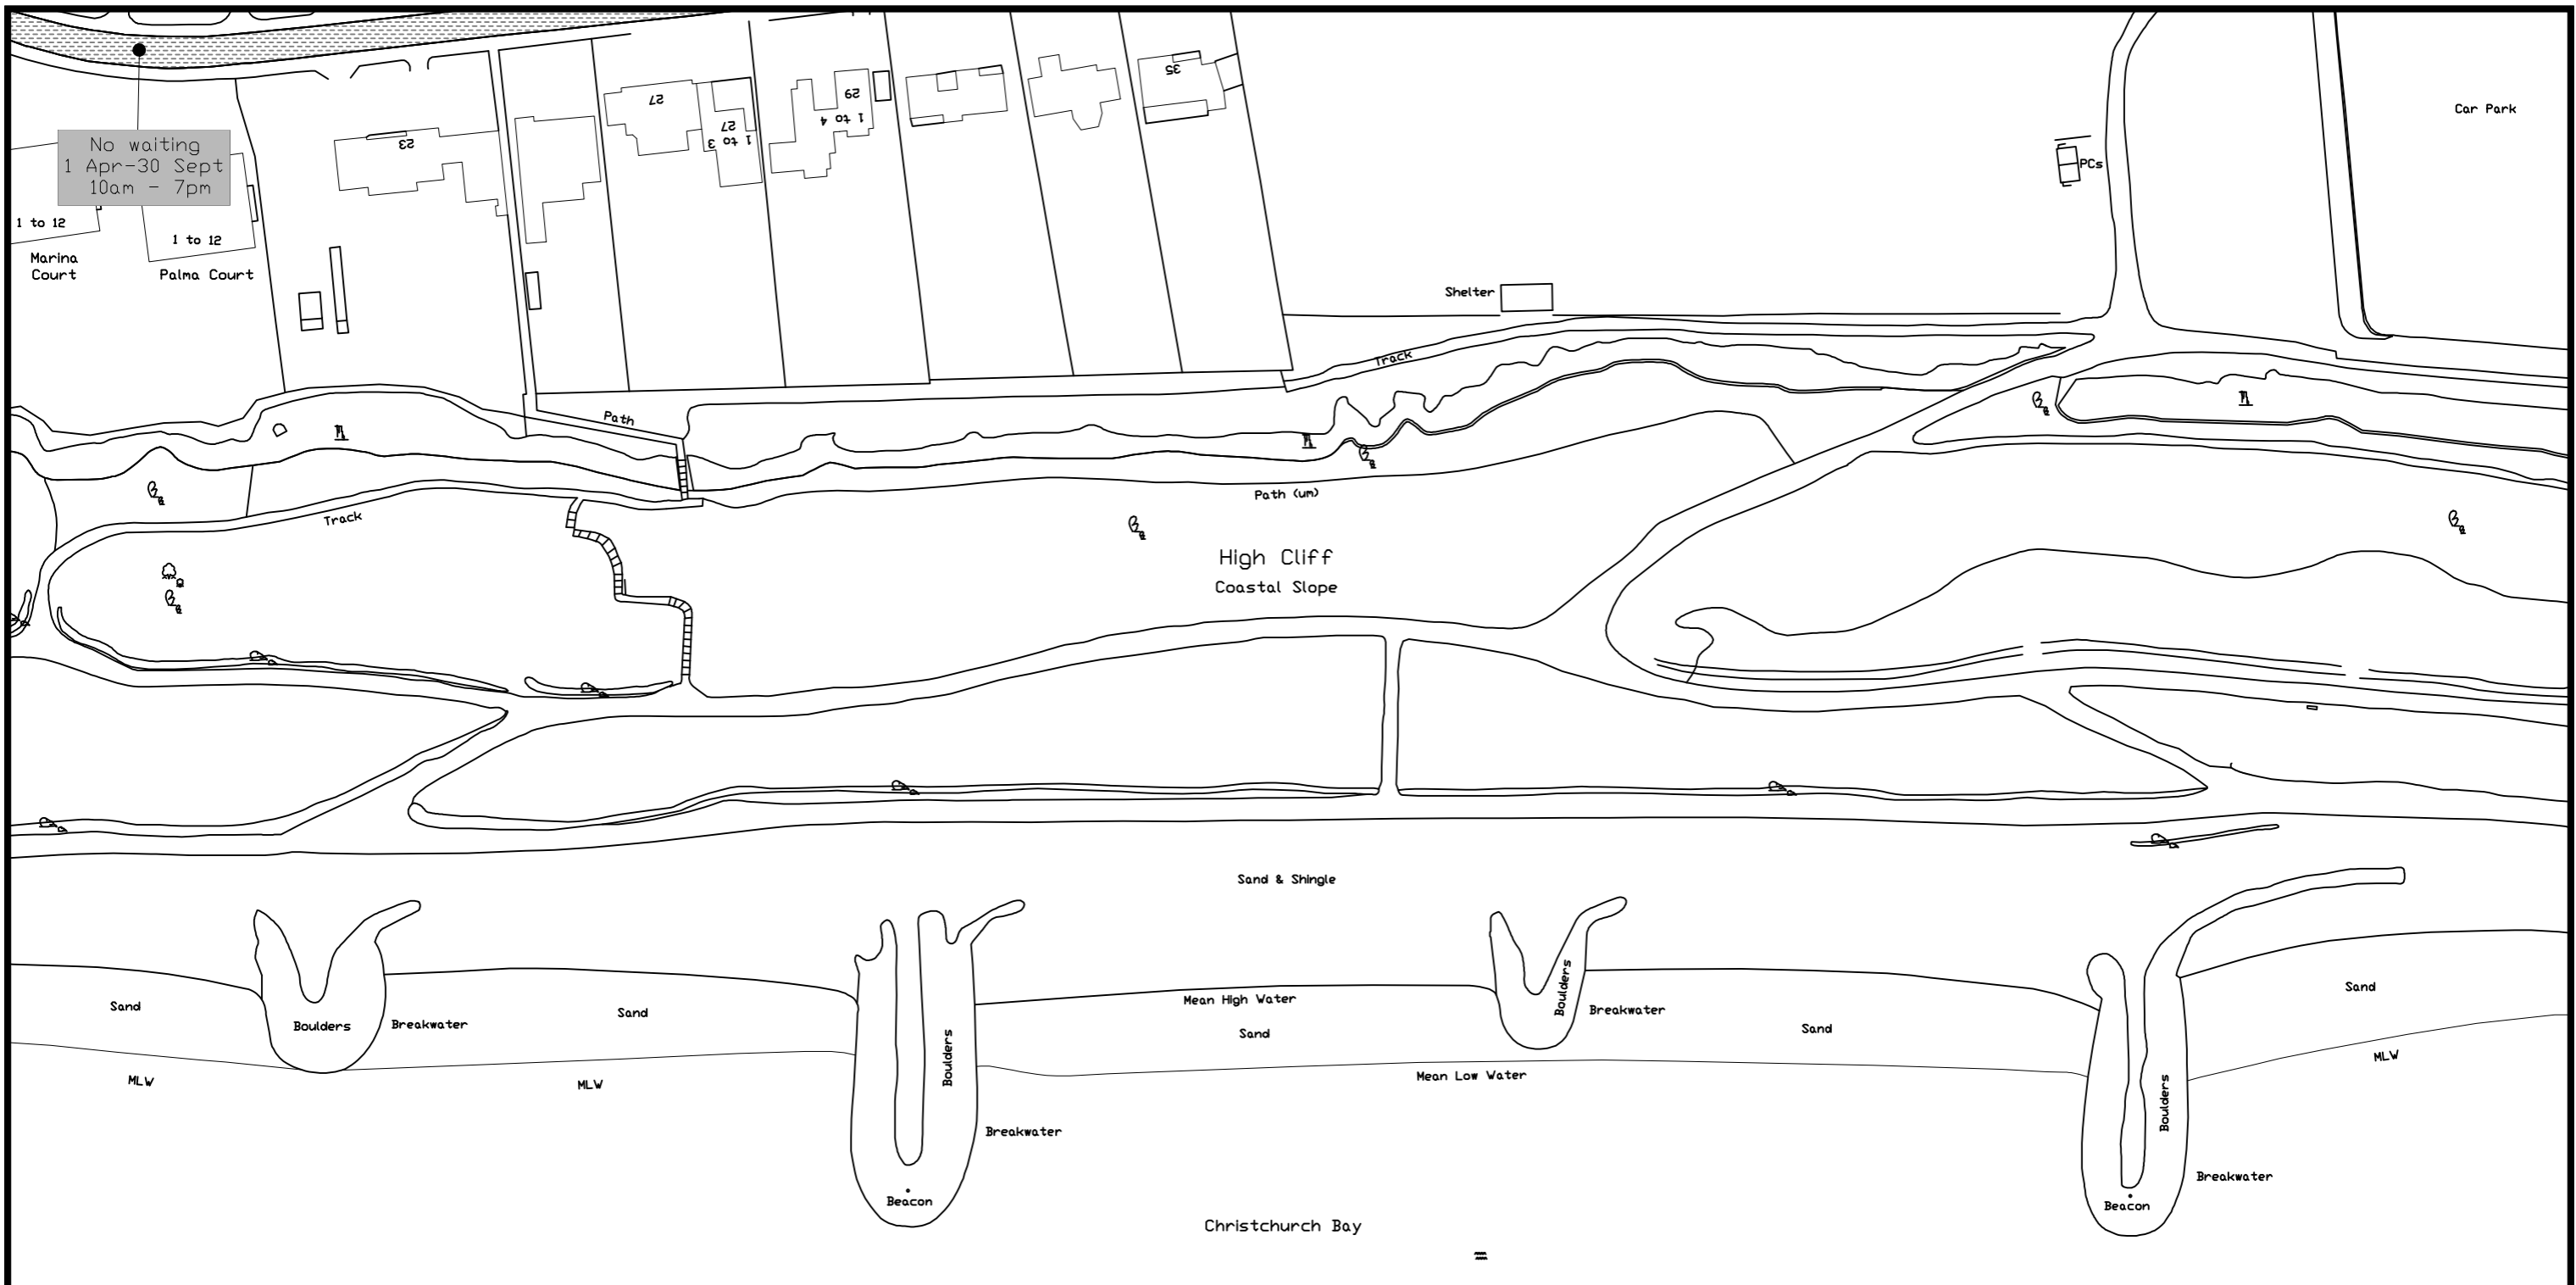 No waiting
1 Apr-30 Sept
10am - 7pm
23
27
27
1 to 3
29
1 to 4
35
Car Park
PCs
1 to 12
Marina
Court
1 to 12
Palma Court
Shelter
Track
Path
Path (um)
Track
High Cliff
Coastal Slope
Sand & Shingle
Sand
Boulders
Breakwater
Sand
Boulders
Mean High Water
Sand
Boulders
Breakwater
Sand
Sand
MLW
MLW
Mean Low Water
MLW
Boulders
Breakwater
Breakwater
Beacon
Beacon
Christchurch Bay